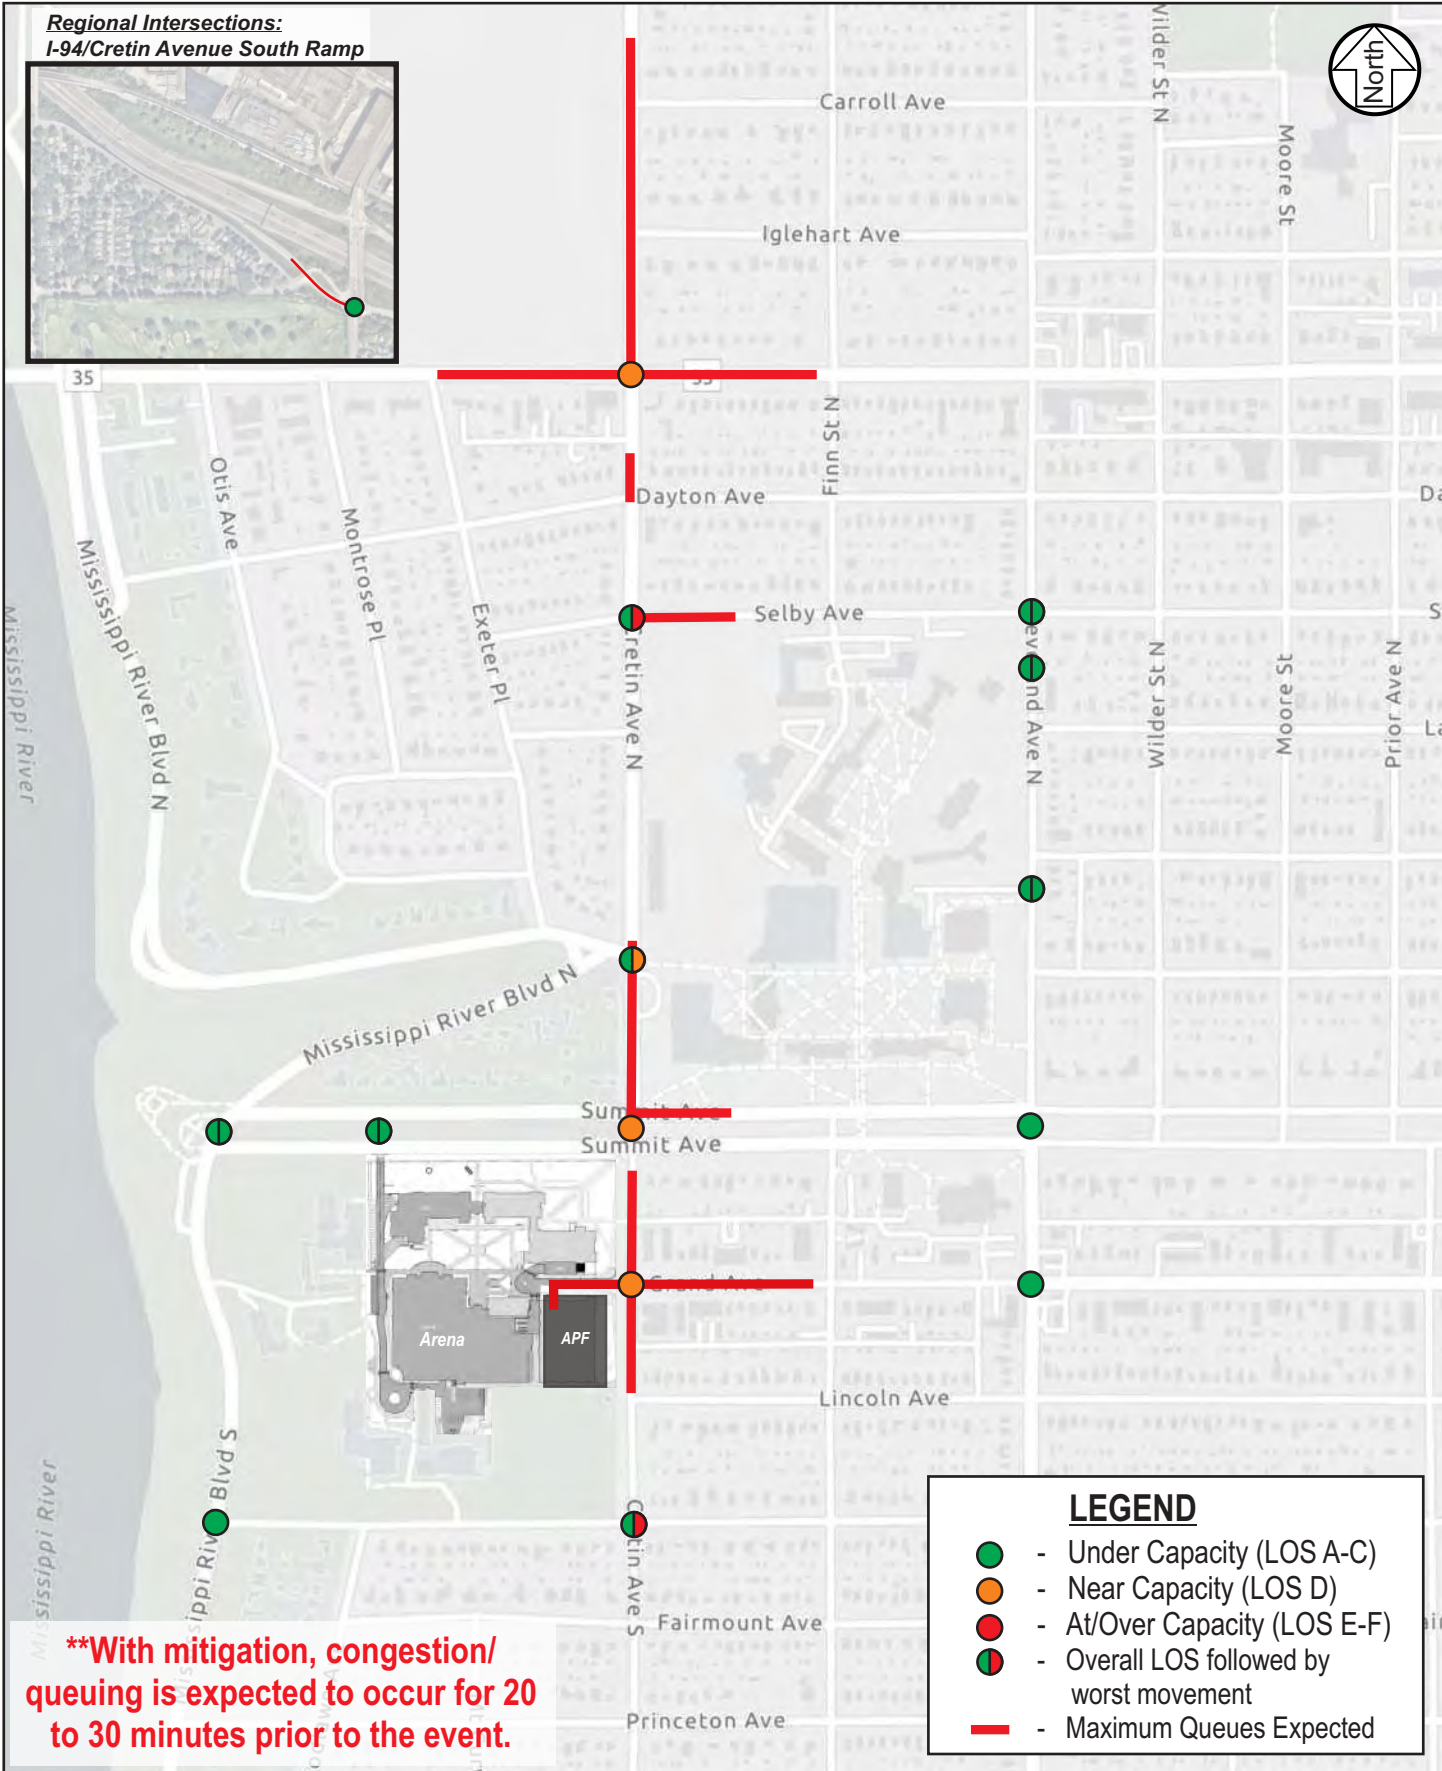 Regional Intersections:
I-94/Cretin Avenue South Ramp
North
Wilder St N
Carroll Ave
Moore St
Iglehart Ave
35
35
Finn St N
Otis Ave
Dayton Ave
Montrose Pl
Mississippi River Blvd N
Mississippi River
Exeter Pl
Selby Ave
Cretin Ave N
Wilder St N
Moore St
Prior Ave N
Mississippi River Blvd N
Summit Ave
Summit Ave
Grand Ave
Arena
APF
Lincoln Ave
Mississippi River
Mississippi River Blvd S
Cretin Ave S
Fairmount Ave
Princeton Ave
**With mitigation, congestion/
queuing is expected to occur for 20
to 30 minutes prior to the event.
LEGEND
- Under Capacity (LOS A-C)
- Near Capacity (LOS D)
- At/Over Capacity (LOS E-F)
- Overall LOS followed by
worst movement
- Maximum Queues Expected